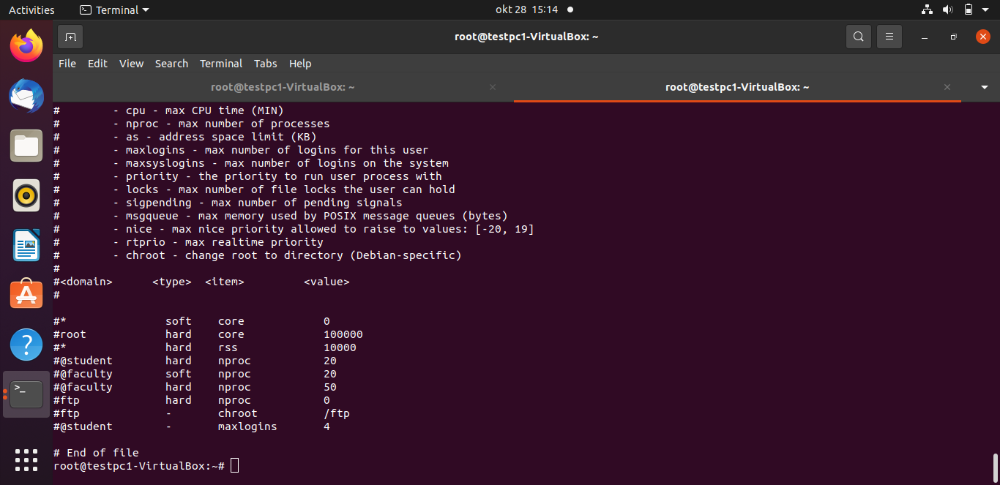 Activities Terminal okt 28 15:14
root@testpc1-VirtualBox: ~
File Edit View Search Terminal Tabs Help
root@testpc1-VirtualBox: ~ root@testpc1-VirtualBox: ~
#        - cpu - max CPU time (MIN)
#        - nproc - max number of processes
#        - as - address space limit (KB)
#        - maxlogins - max number of logins for this user
#        - maxsyslogins - max number of logins on the system
#        - priority - the priority to run user process with
#        - locks - max number of file locks the user can hold
#        - sigpending - max number of pending signals
#        - msgqueue - max memory used by POSIX message queues (bytes)
#        - nice - max nice priority allowed to raise to values: [-20, 19]
#        - rtprio - max realtime priority
#        - chroot - change root to directory (Debian-specific)
#
#<domain>      <type>  <item>         <value>
#
#*               soft    core            0
#root            hard    core            100000
#*               hard    rss             10000
#@student        hard    nproc           20
#@faculty        soft    nproc           20
#@faculty        hard    nproc           50
#ftp             hard    nproc           0
#ftp             -       chroot          /ftp
#@student        -       maxlogins       4
# End of file
root@testpc1-VirtualBox:~#